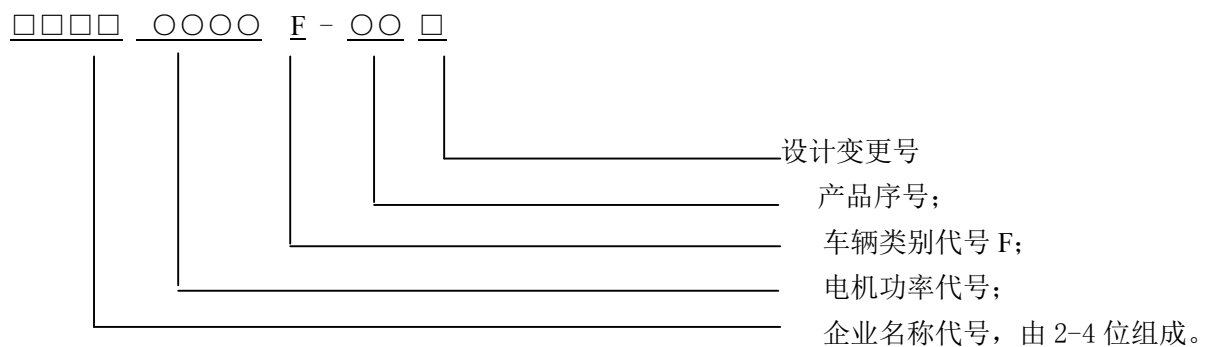 □□□□ ○○○○ F - ○○ □
设计变更号
产品序号；
车辆类别代号 F；
电机功率代号；
企业名称代号，由 2-4 位组成。